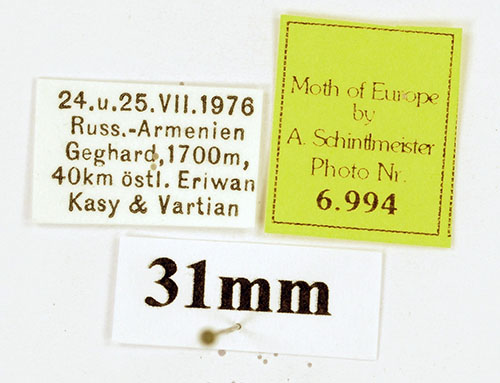 24.u.25.VII.1976
Russ.-Armenien
Geghard,1700m,
40km östl. Eriwan
Kasy & Vartian
Moth of Europe
by
A. Schintlmeister
Photo Nr.
6.994
31mm